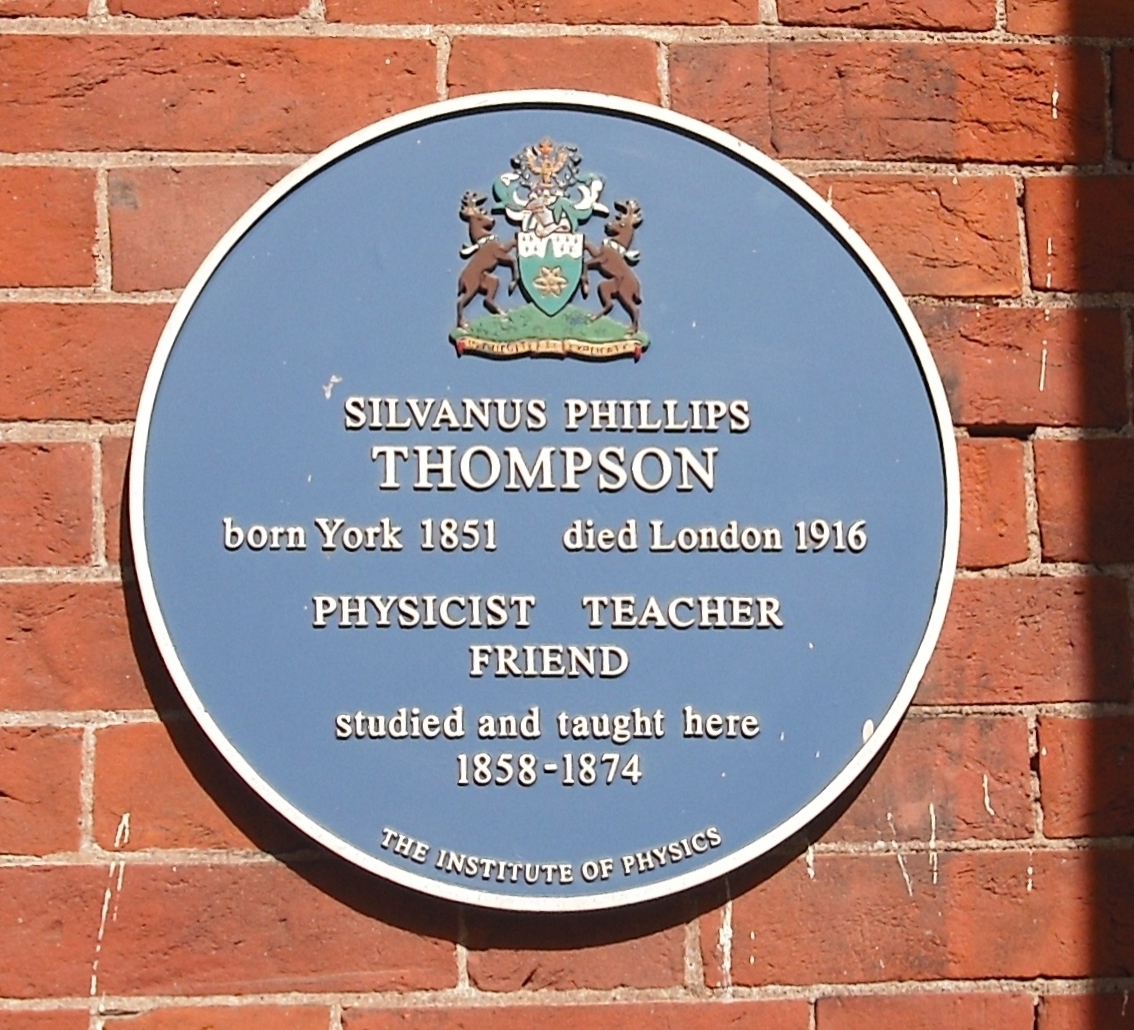 SILVANUS PHILLIPS
THOMPSON
born York 1851 died London 1916
PHYSICIST TEACHER
FRIEND
studied and taught here
1858-1874
THE INSTITUTE OF PHYSICS